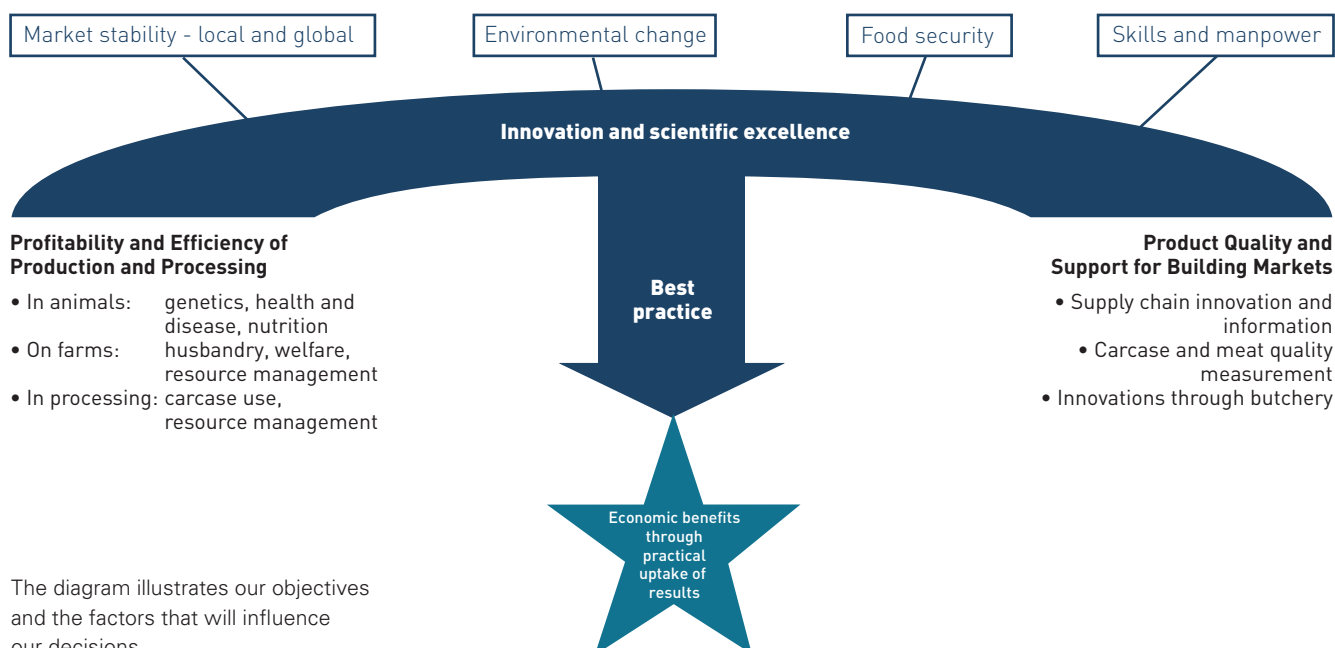 Market stability - local and global
Environmental change
Food security
Skills and manpower
Innovation and scientific excellence
Profitability and Efficiency of
Production and Processing
• In animals: genetics, health and
disease, nutrition
• On farms: husbandry, welfare,
resource management
• In processing: carcase use,
resource management
Best
practice
Product Quality and
Support for Building Markets
• Supply chain innovation and
information
• Carcase and meat quality
measurement
• Innovations through butchery
Economic benefits
through
practical
uptake of
results
The diagram illustrates our objectives
and the factors that will influence
our decisions